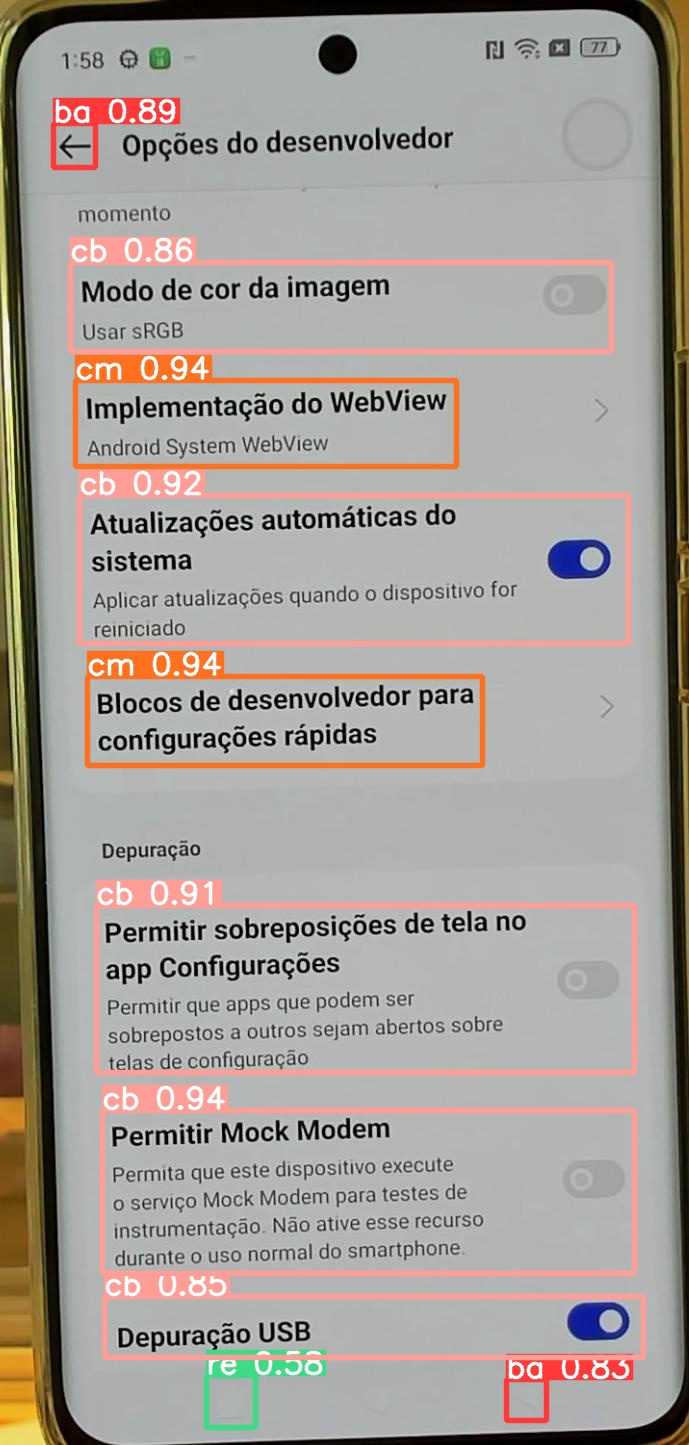 1:58
77
ba 0.89
Opções do desenvolvedor
momento
cb 0.86
Modo de cor da imagem
Usar sRGB
cm 0.94
Implementação do WebView
Android System WebView
cb 0.92
Atualizações automáticas do
sistema
Aplicar atualizações quando o dispositivo for
reiniciado
cm 0.94
Blocos de desenvolvedor para
configurações rápidas
Depuração
cb 0.91
Permitir sobreposições de tela no
app Configurações
Permitir que apps que podem ser
sobrepostos a outros sejam abertos sobre
telas de configuração
cb 0.94
Permitir Mock Modem
Permita que este dispositivo execute
o serviço Mock Modem para testes de
instrumentação. Não ative esse recurso
durante o uso normal do smartphone.
cb 0.85
Depuração USB
re 0.58
ba 0.83